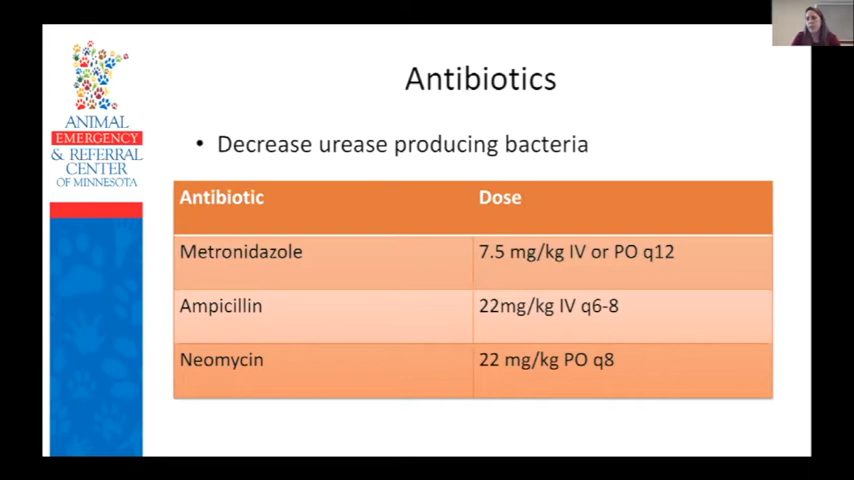 Antibiotics
ANIMAL
EMERGENCY
& REFERRAL
CENTER
OF MINNESOTA
• Decrease urease producing bacteria
Antibiotic Dose
Metronidazole 7.5 mg/kg IV or PO q12
Ampicillin 22mg/kg IV q6-8
Neomycin 22 mg/kg PO q8